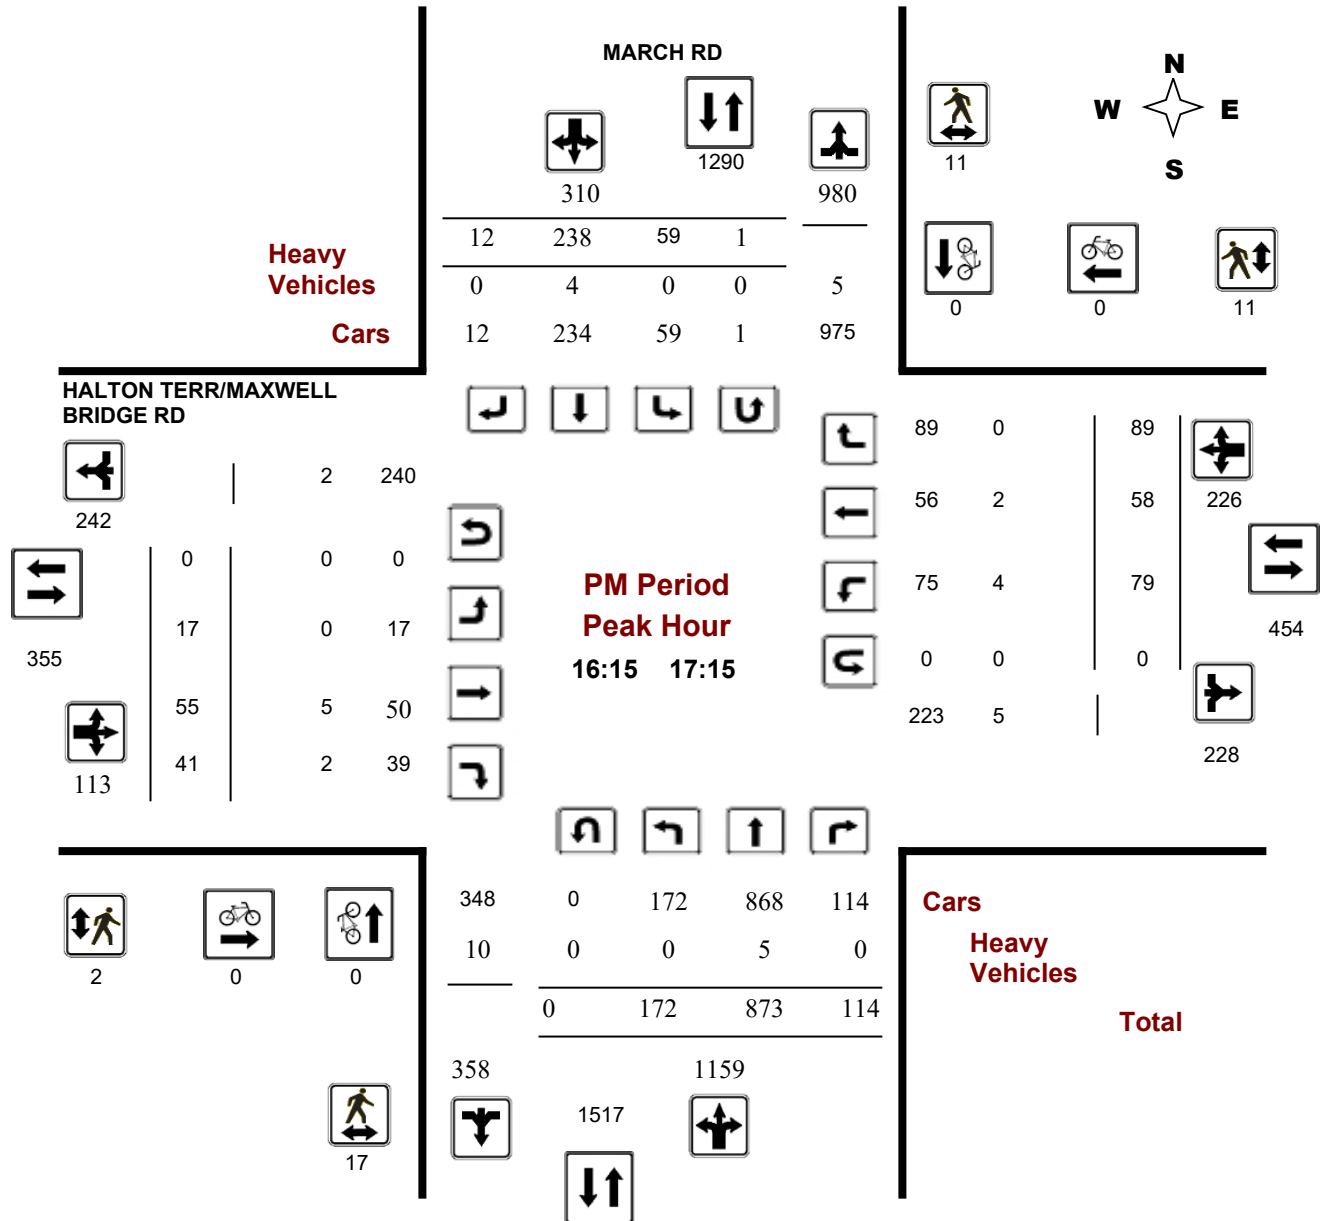 MARCH RD
N
W E
S
1290
11
310 980
12 238 59 1
Heavy
Vehicles
0 4 0 0 5
0 0 11
Cars
12 234 59 1 975
HALTON TERR/MAXWELL
BRIDGE RD
89 0 89
2 240
242
56 2 58 226
0 0 0
PM Period
75 4 79
Peak Hour
17 0 17
454
355
16:15 17:15
0 0 0
55 5 50
223 5
228
41 2 39
113
348 0 172 868 114
Cars
10 0 0 5 0
Heavy
Vehicles
2 0 0
0 172 873 114
Total
358 1159
1517
17